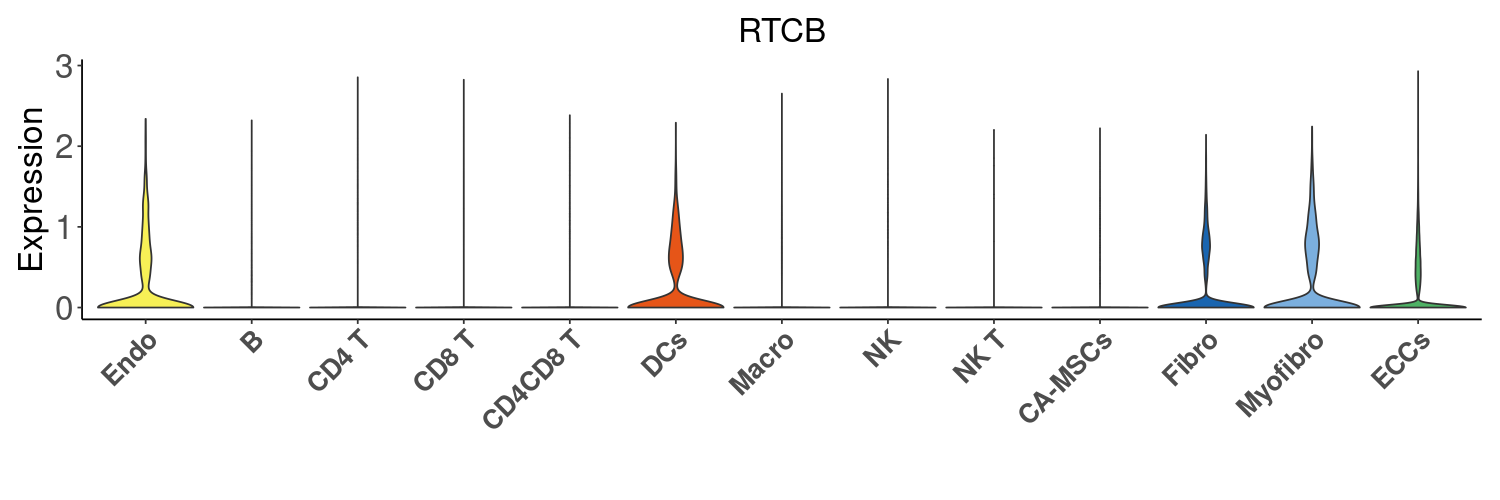 RTCB
Expression
3
2
1
0
Endo
B
CD4 T
CD8 T
CD4CD8 T
DCs
Macro
NK
NK T
CA-MSCs
Fibro
Myofibro
ECCs